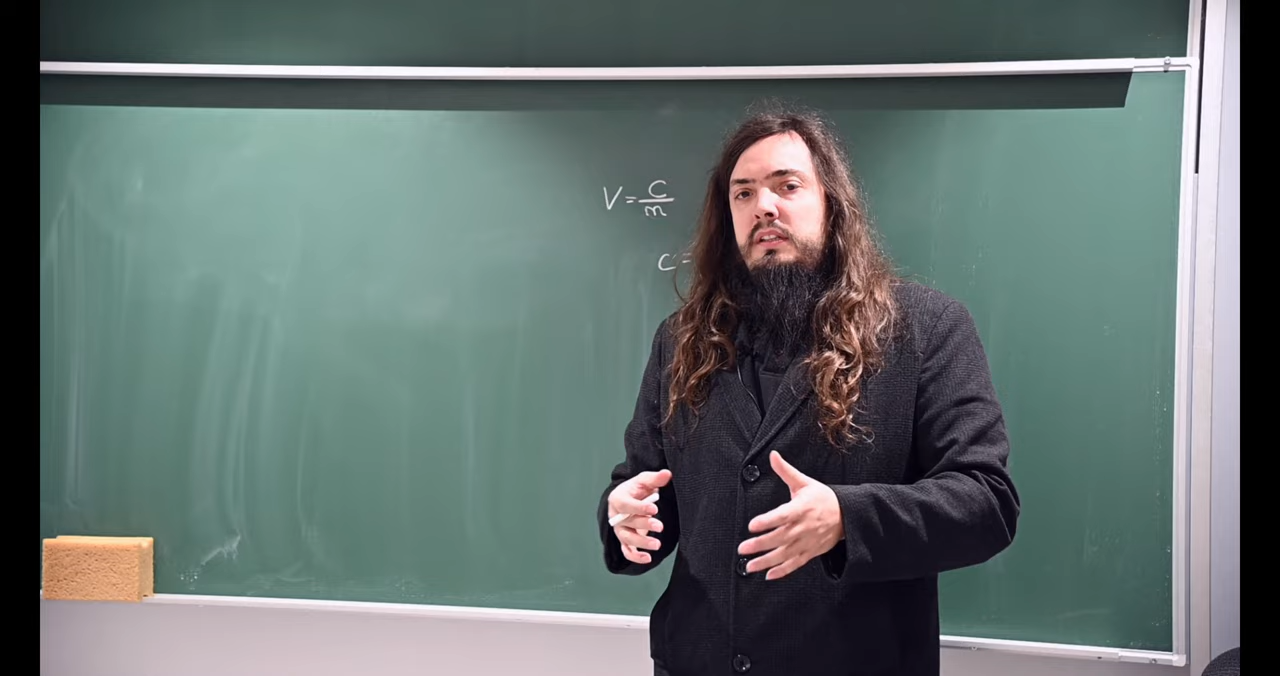 V = C/m
C =